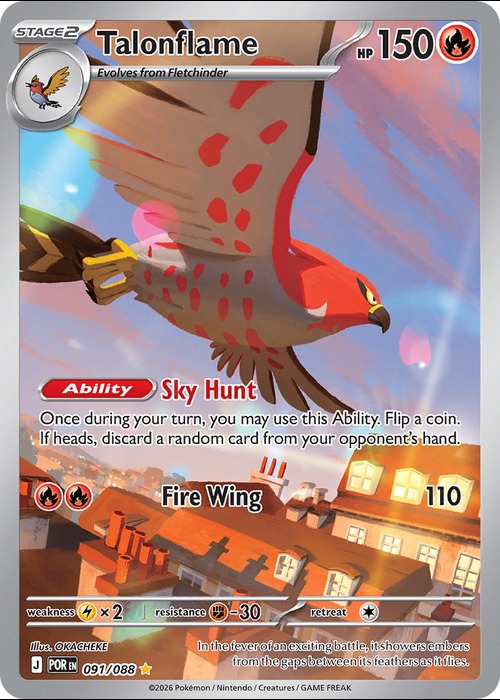 STAGE2
Talonflame
HP 150
Evolves from Fletchinder
Ability Sky Hunt
Once during your turn, you may use this Ability. Flip a coin.
If heads, discard a random card from your opponent's hand.
Fire Wing 110
weakness ×2 resistance -30 retreat
Illus. OKACHEKE
J POR EN 091/088
In the fever of an exciting battle, it showers embers
from the gaps between its feathers as it flies.
©2026 Pokémon / Nintendo / Creatures / GAME FREAK